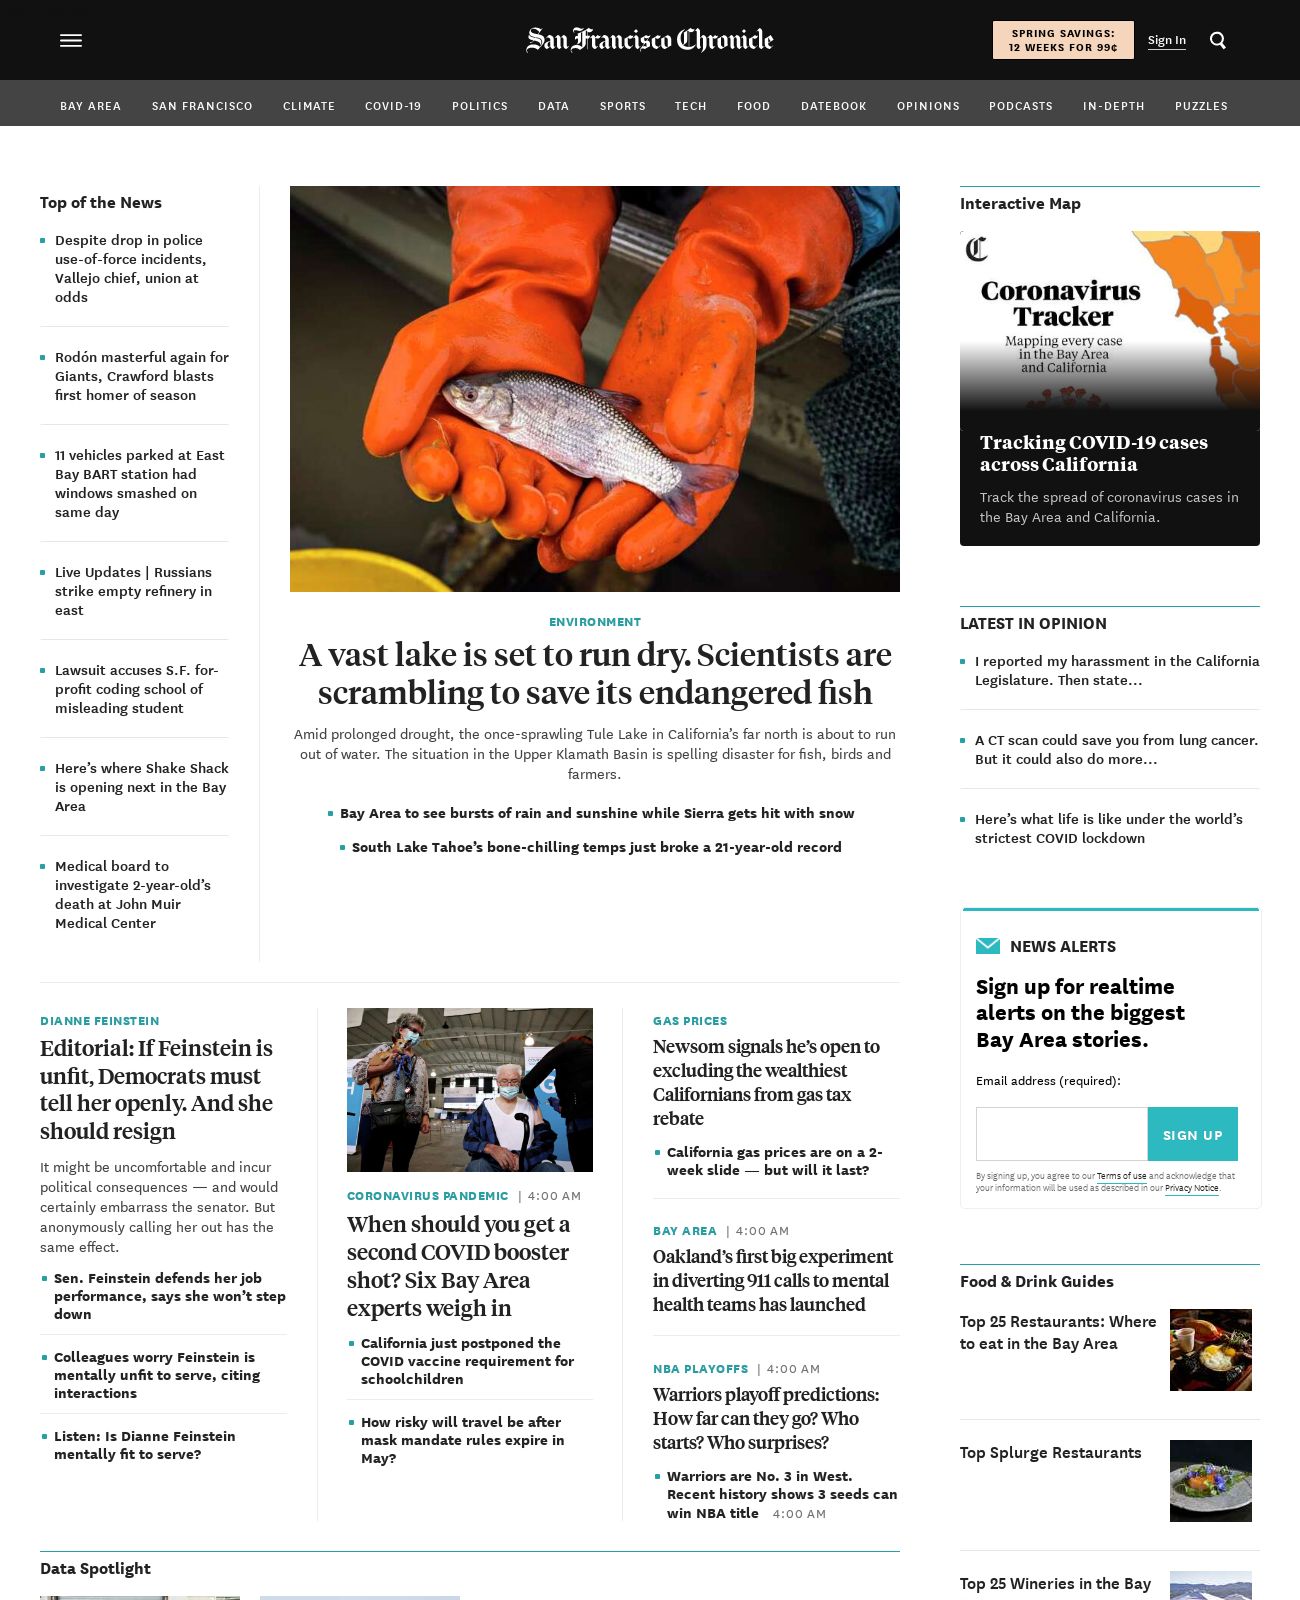 San Francisco Chronicle
SPRING SAVINGS:
12 WEEKS FOR 99¢
Sign In
BAY AREA SAN FRANCISCO CLIMATE COVID-19 POLITICS DATA SPORTS TECH FOOD DATEBOOK OPINIONS PODCASTS IN-DEPTH PUZZLES
Top of the News
Despite drop in police
use-of-force incidents,
Vallejo chief, union at
odds
Rodón masterful again for
Giants, Crawford blasts
first homer of season
11 vehicles parked at East
Bay BART station had
windows smashed on
same day
Live Updates | Russians
strike empty refinery in
east
Lawsuit accuses S.F. for-
profit coding school of
misleading student
Here’s where Shake Shack
is opening next in the Bay
Area
Medical board to
investigate 2-year-old’s
death at John Muir
Medical Center
ENVIRONMENT
A vast lake is set to run dry. Scientists are
scrambling to save its endangered fish
Amid prolonged drought, the once-sprawling Tule Lake in California’s far north is about to run
out of water. The situation in the Upper Klamath Basin is spelling disaster for fish, birds and
farmers.
Bay Area to see bursts of rain and sunshine while Sierra gets hit with snow
South Lake Tahoe’s bone-chilling temps just broke a 21-year-old record
Interactive Map
C
Coronavirus
Tracker
Mapping every case
in the Bay Area
and California
Tracking COVID-19 cases
across California
Track the spread of coronavirus cases in
the Bay Area and California.
LATEST IN OPINION
I reported my harassment in the California
Legislature. Then state...
A CT scan could save you from lung cancer.
But it could also do more...
Here’s what life is like under the world’s
strictest COVID lockdown
NEWS ALERTS
Sign up for realtime
alerts on the biggest
Bay Area stories.
Email address (required):
SIGN UP
By signing up, you agree to our Terms of use and acknowledge that
your information will be used as described in our Privacy Notice.
Food & Drink Guides
Top 25 Restaurants: Where
to eat in the Bay Area
Top Splurge Restaurants
Top 25 Wineries in the Bay
DIANNE FEINSTEIN
Editorial: If Feinstein is
unfit, Democrats must
tell her openly. And she
should resign
It might be uncomfortable and incur
political consequences — and would
certainly embarrass the senator. But
anonymously calling her out has the
same effect.
Sen. Feinstein defends her job
performance, says she won’t step
down
Colleagues worry Feinstein is
mentally unfit to serve, citing
interactions
Listen: Is Dianne Feinstein
mentally fit to serve?
CORONAVIRUS PANDEMIC | 4:00 AM
When should you get a
second COVID booster
shot? Six Bay Area
experts weigh in
California just postponed the
COVID vaccine requirement for
schoolchildren
How risky will travel be after
mask mandate rules expire in
May?
GAS PRICES
Newsom signals he’s open to
excluding the wealthiest
Californians from gas tax
rebate
California gas prices are on a 2-
week slide — but will it last?
BAY AREA | 4:00 AM
Oakland’s first big experiment
in diverting 911 calls to mental
health teams has launched
NBA PLAYOFFS | 4:00 AM
Warriors playoff predictions:
How far can they go? Who
starts? Who surprises?
Warriors are No. 3 in West.
Recent history shows 3 seeds can
win NBA title 4:00 AM
Data Spotlight